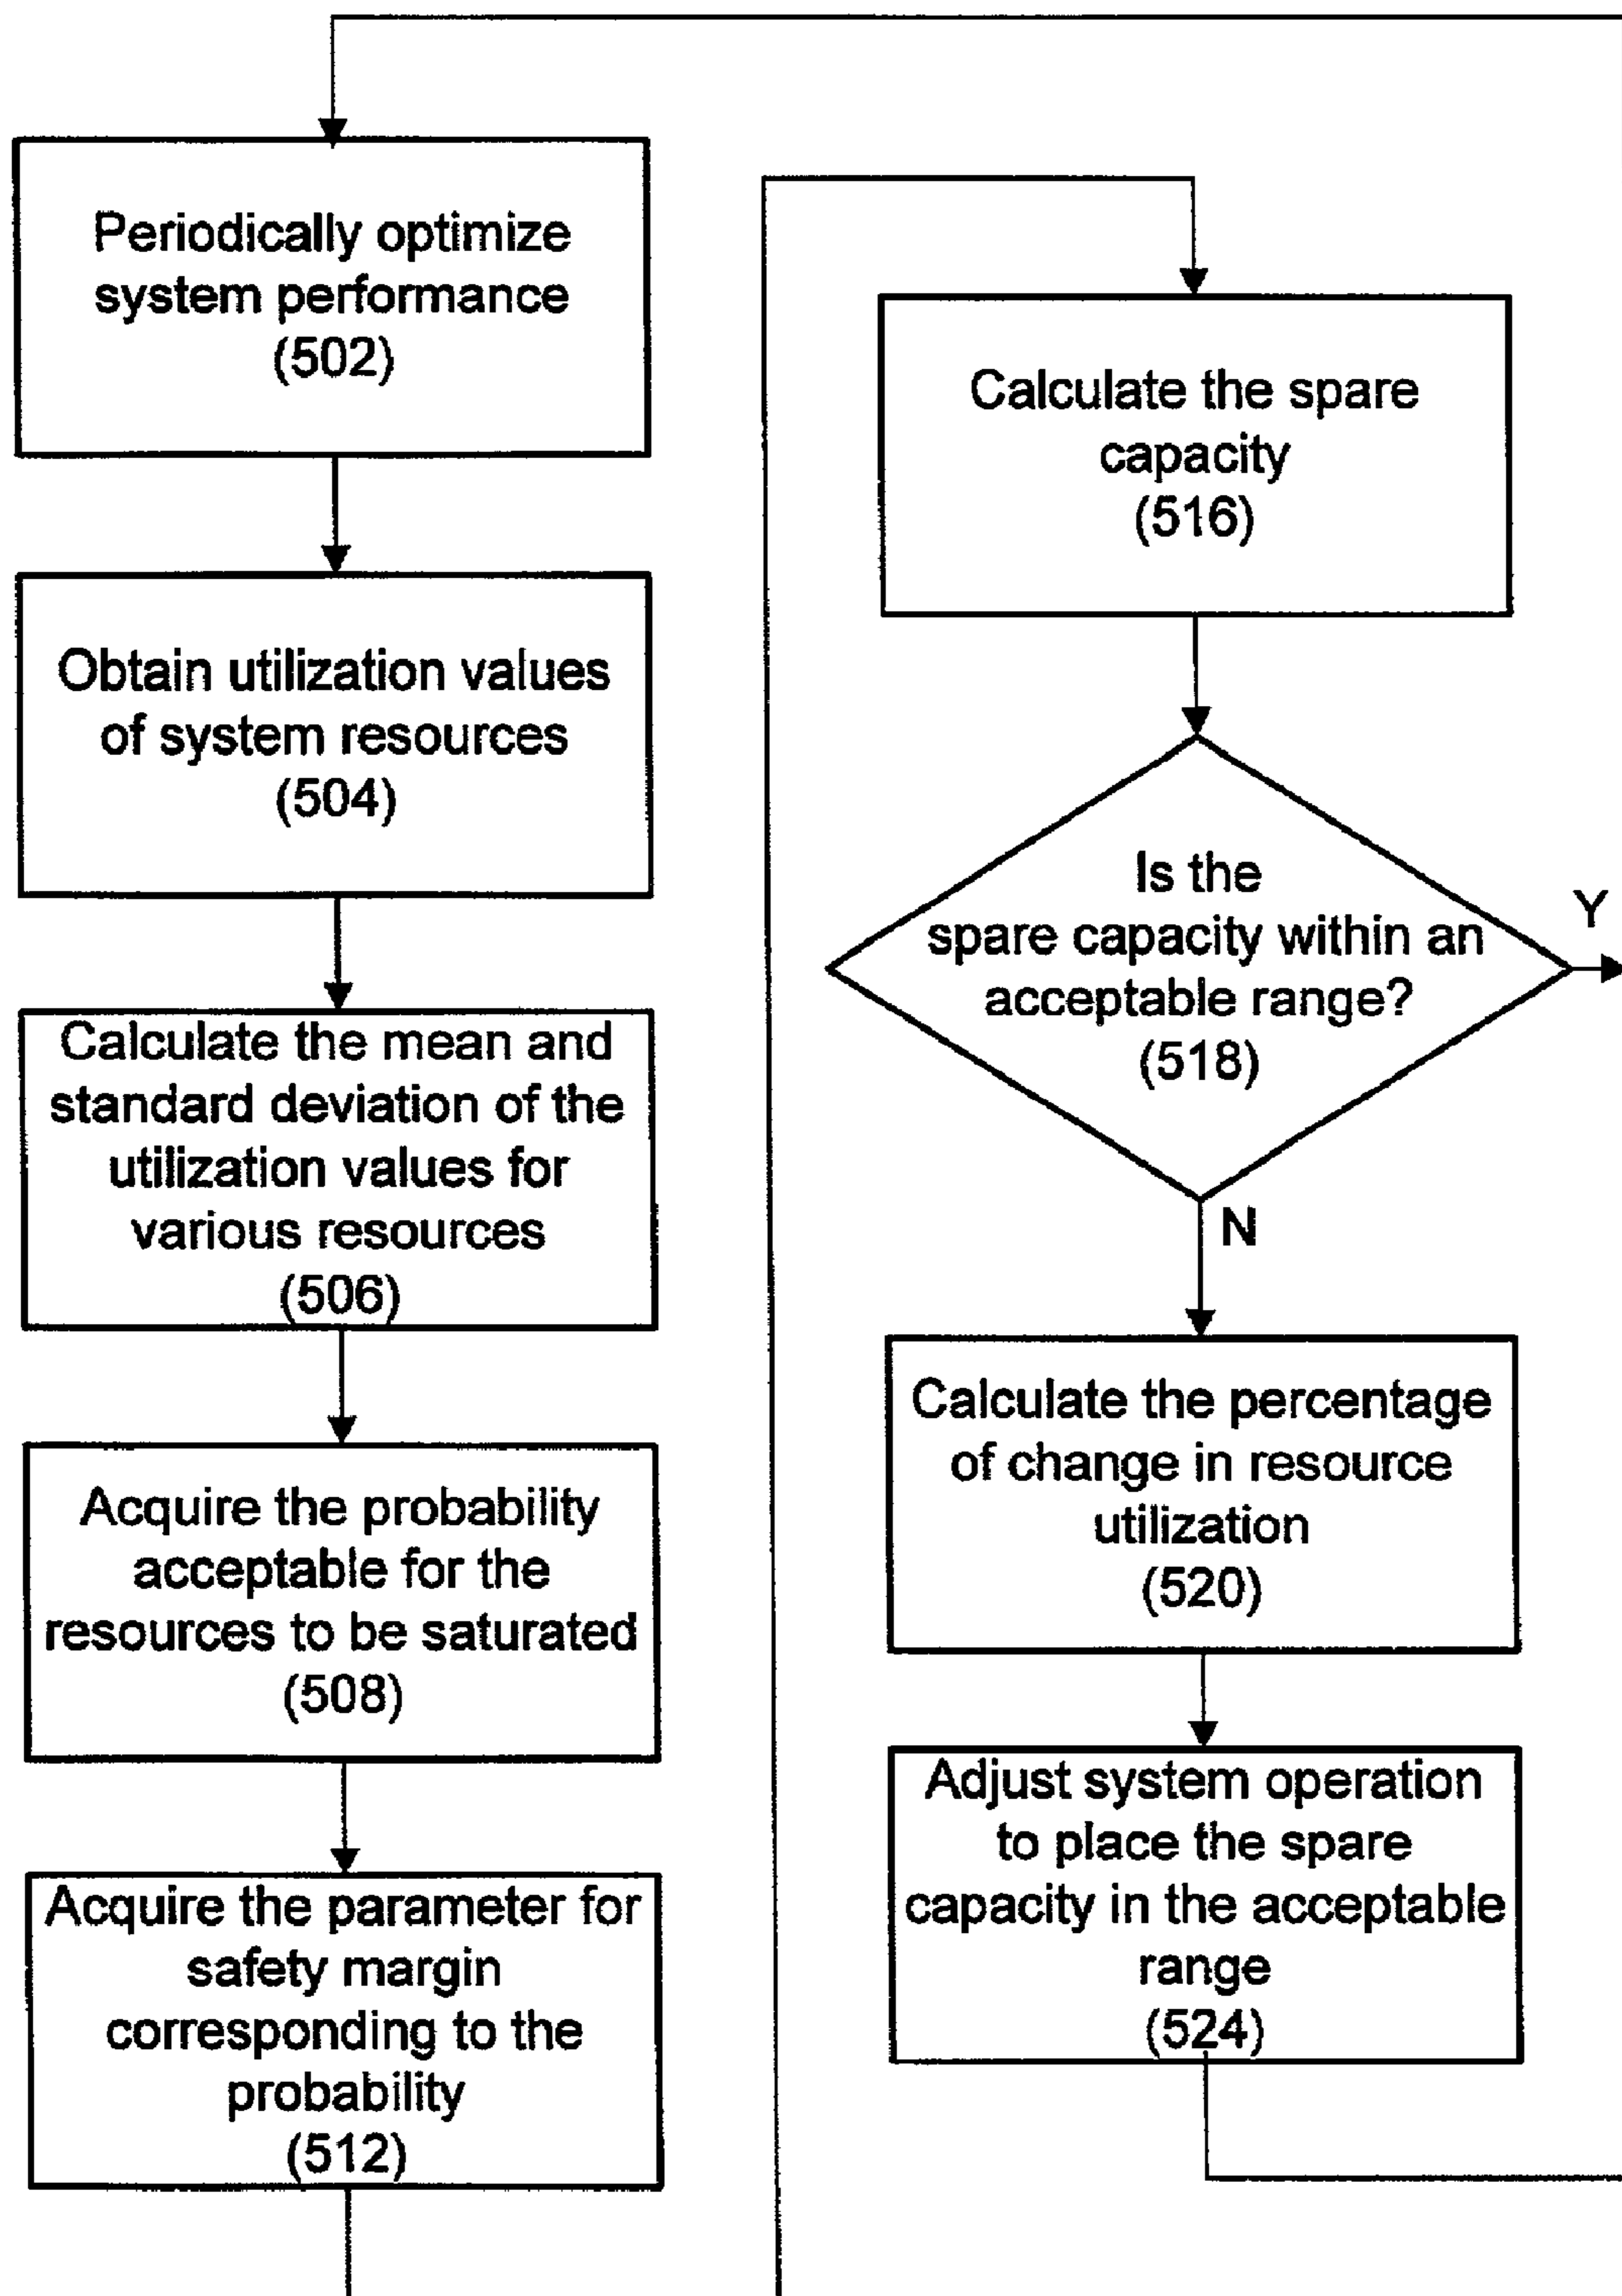 Periodically optimize
system performance
(502)
Obtain utilization values
of system resources
(504)
Calculate the mean and
standard deviation of the
utilization values for
various resources
(506)
Acquire the probability
acceptable for the
resources to be saturated
(508)
Acquire the parameter for
safety margin
corresponding to the
probability
(512)
Calculate the spare
capacity
(516)
Is the
spare capacity within an
acceptable range?
(518)
Y
N
Calculate the percentage
of change in resource
utilization
(520)
Adjust system operation
to place the spare
capacity in the acceptable
range
(524)